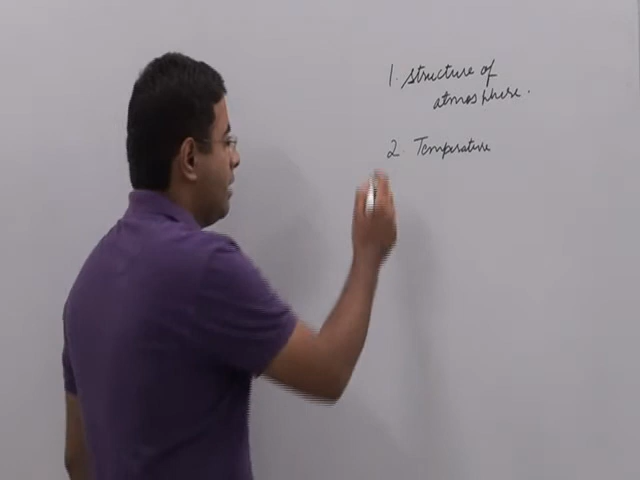 1. structure of
atmosphere.
2. Temperature